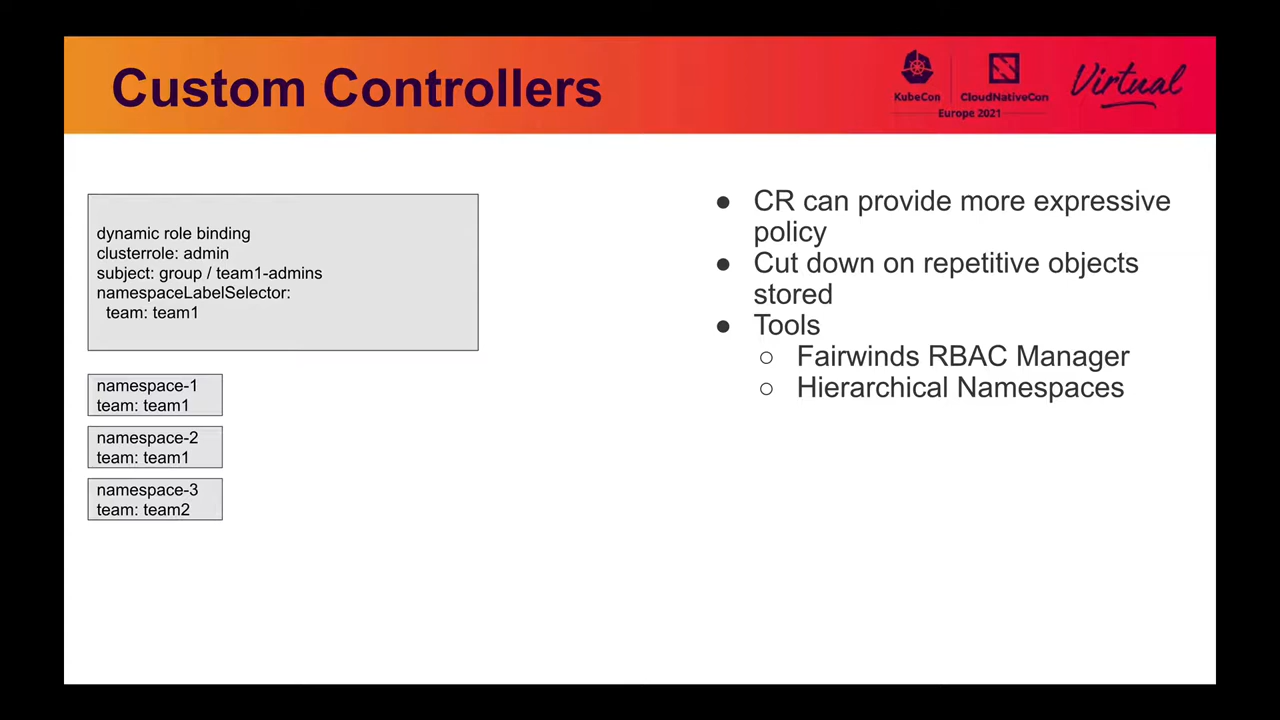 Custom Controllers
KubeCon
CloudNativeCon
Europe 2021
Virtual
dynamic role binding
clusterrole: admin
subject: group / team1-admins
namespaceLabelSelector:
team: team1
namespace-1
team: team1
namespace-2
team: team1
namespace-3
team: team2
● CR can provide more expressive
policy
● Cut down on repetitive objects
stored
● Tools
○ Fairwinds RBAC Manager
○ Hierarchical Namespaces